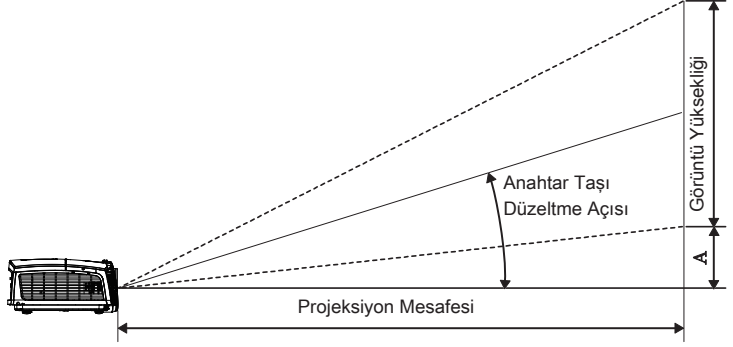 Görüntü Yüksekliği
Anahtar Taşı
Düzeltme Açısı
A
Projeksiyon Mesafesi